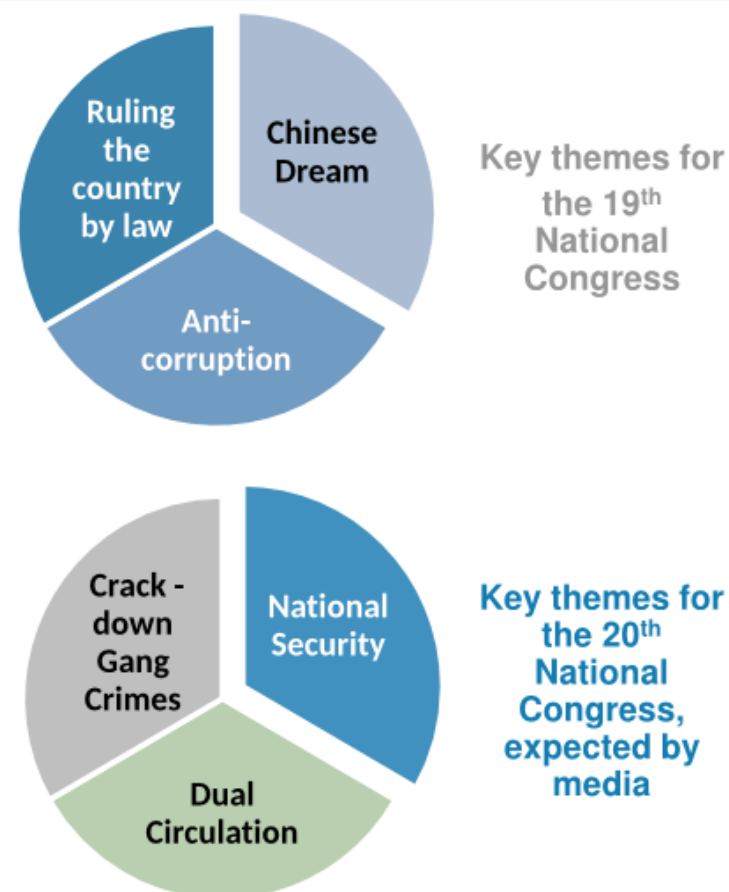 Ruling
the
country
by law
Chinese
Dream
Anti-
corruption
Key themes for
the 19th
National
Congress
Crack -
down
Gang
Crimes
National
Security
Dual
Circulation
Key themes for
the 20th
National
Congress,
expected by
media